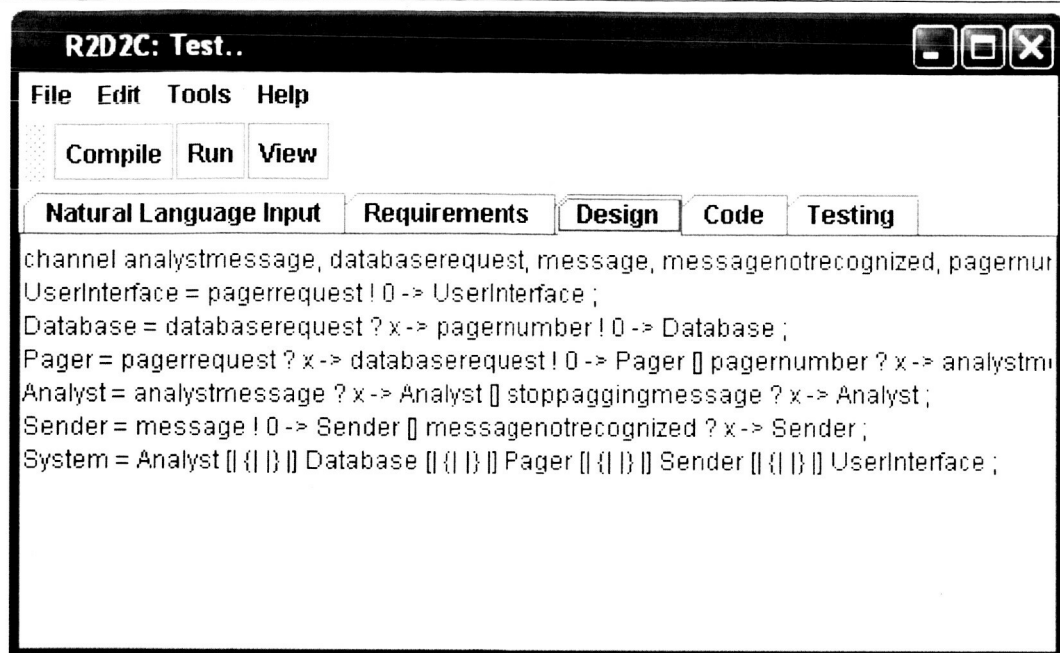 R2D2C: Test..
File Edit Tools Help
Compile Run View
Natural Language Input Requirements Design Code Testing
channel analystmessage, databaserequest, message, messagenotrecognized, pagernur
UserInterface = pagerrequest ! 0 -> UserInterface ;
Database = databaserequest ? x -> pagernumber ! 0 -> Database ;
Pager = pagerrequest ? x -> databaserequest ! 0 -> Pager [] pagernumber ? x -> analystm
Analyst = analystmessage ? x -> Analyst [] stoppaggingmessage ? x -> Analyst ;
Sender = message ! 0 -> Sender [] messagenotrecognized ? x -> Sender ;
System = Analyst [| {| |} |] Database [| {| |} |] Pager [| {| |} |] Sender [| {| |} |] UserInterface ;